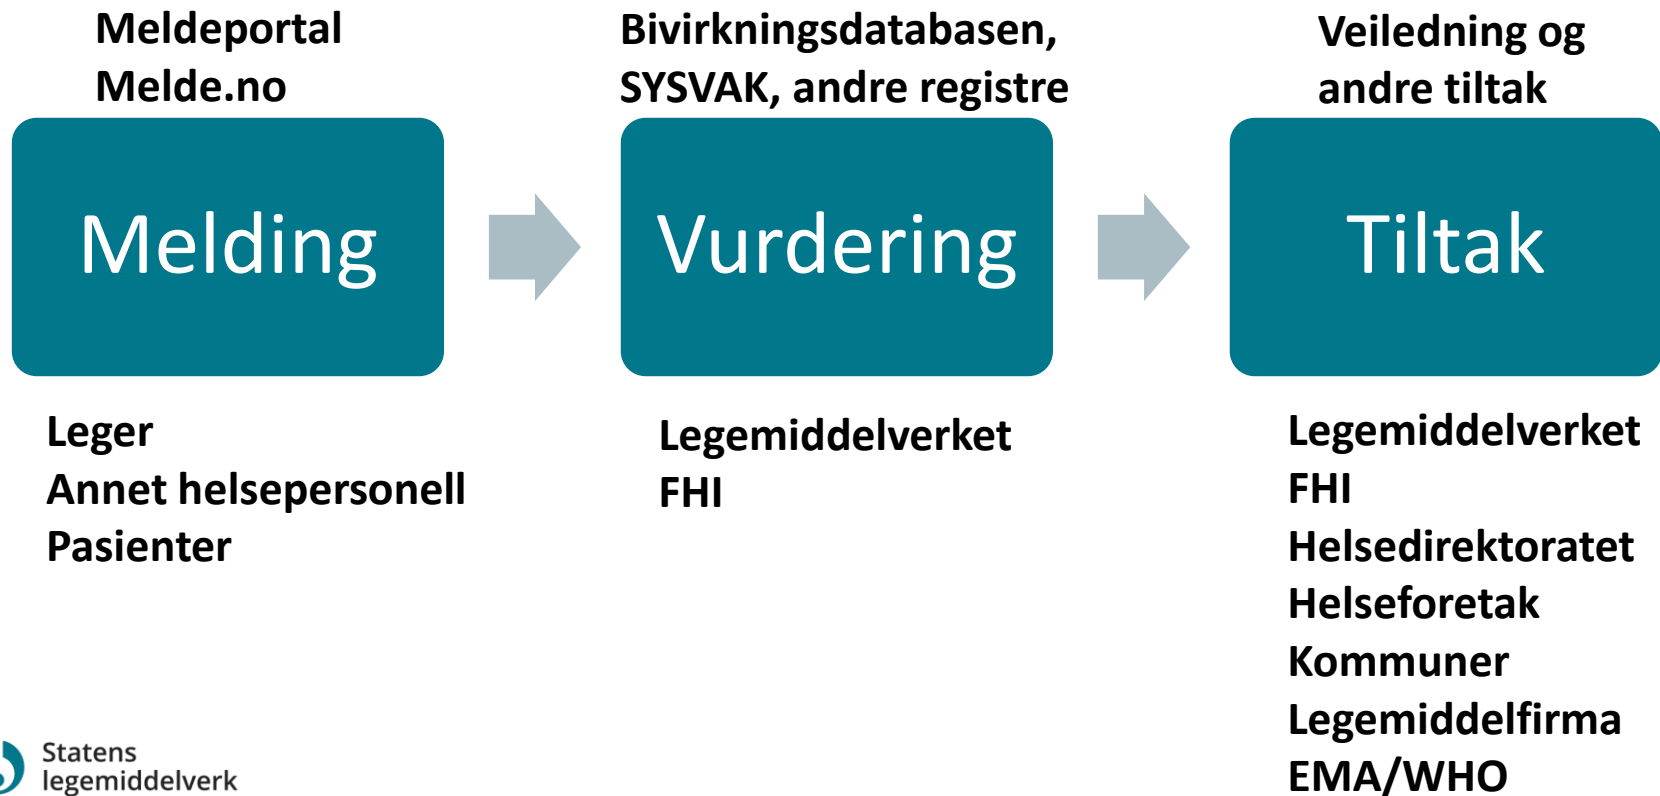 Meldeportal
Melde.no
Melding
Leger
Annet helsepersonell
Pasienter
Bivirkningsdatabasen,
SYSVAK, andre registre
Vurdering
Legemiddelverket
FHI
Veiledning og
andre tiltak
Tiltak
Legemiddelverket
FHI
Helsedirektoratet
Helseforetak
Kommuner
Legemiddelfirma
EMA/WHO
Statens
legemiddelverk